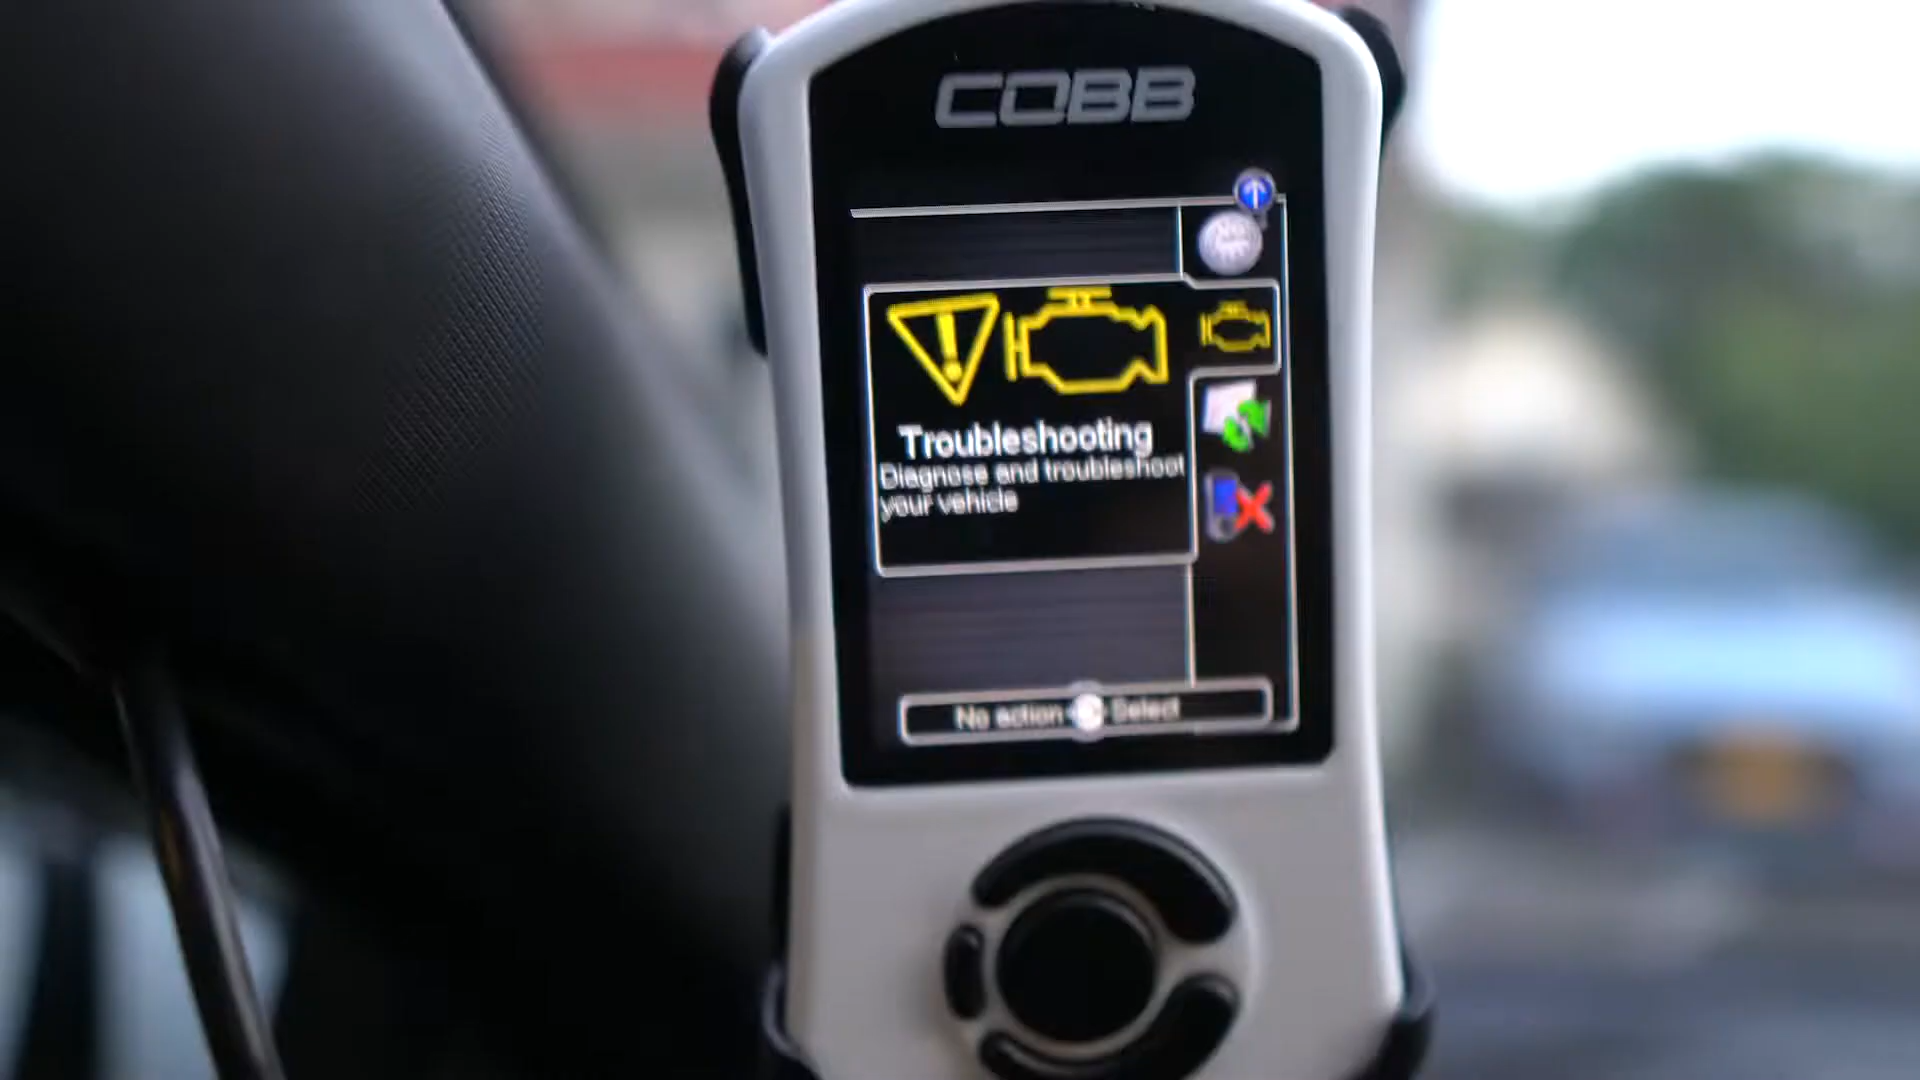 COBB
Troubleshooting
Diagnose and troubleshoot
your vehicle
No action Select